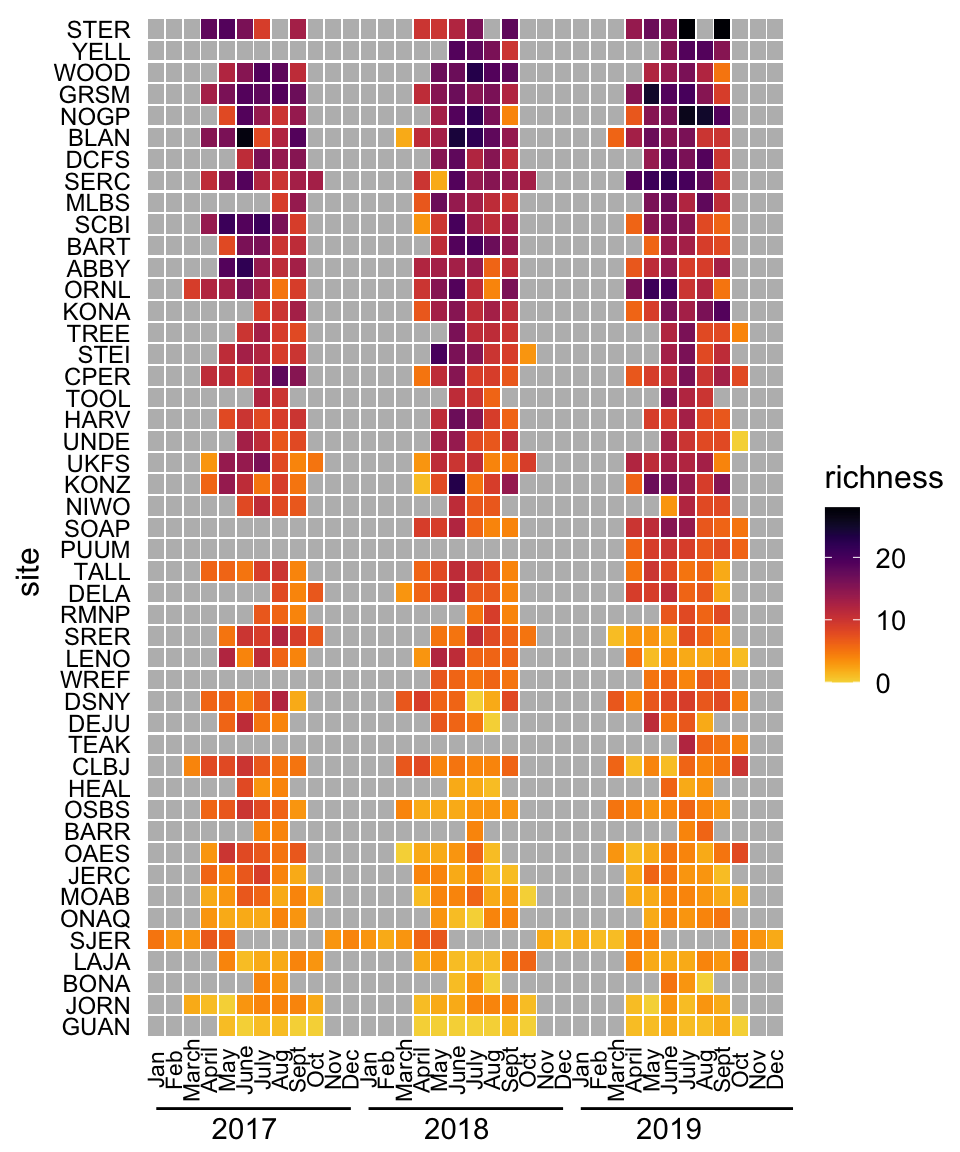 STER
YELL
WOOD
GRSM
NOGP
BLAN
DCFS
SERC
MLBS
SCBI
BART
ABBY
ORNL
KONA
TREE
STEI
CPER
TOOL
HARV
UNDE
UKFS
KONZ
NIWO
SOAP
PUUM
TALL
DELA
RMNP
SRER
LENO
WREF
DSNY
DEJU
TEAK
CLBJ
HEAL
OSBS
BARR
OAES
JERC
MOAB
ONAQ
SJER
LAJA
BONA
JORN
GUAN
site
Jan Feb March April May June July Aug Sept Oct Nov Dec Jan Feb March April May June July Aug Sept Oct Nov Dec Jan Feb March April May June July Aug Sept Oct Nov Dec
2017 2018 2019
richness
20
10
0